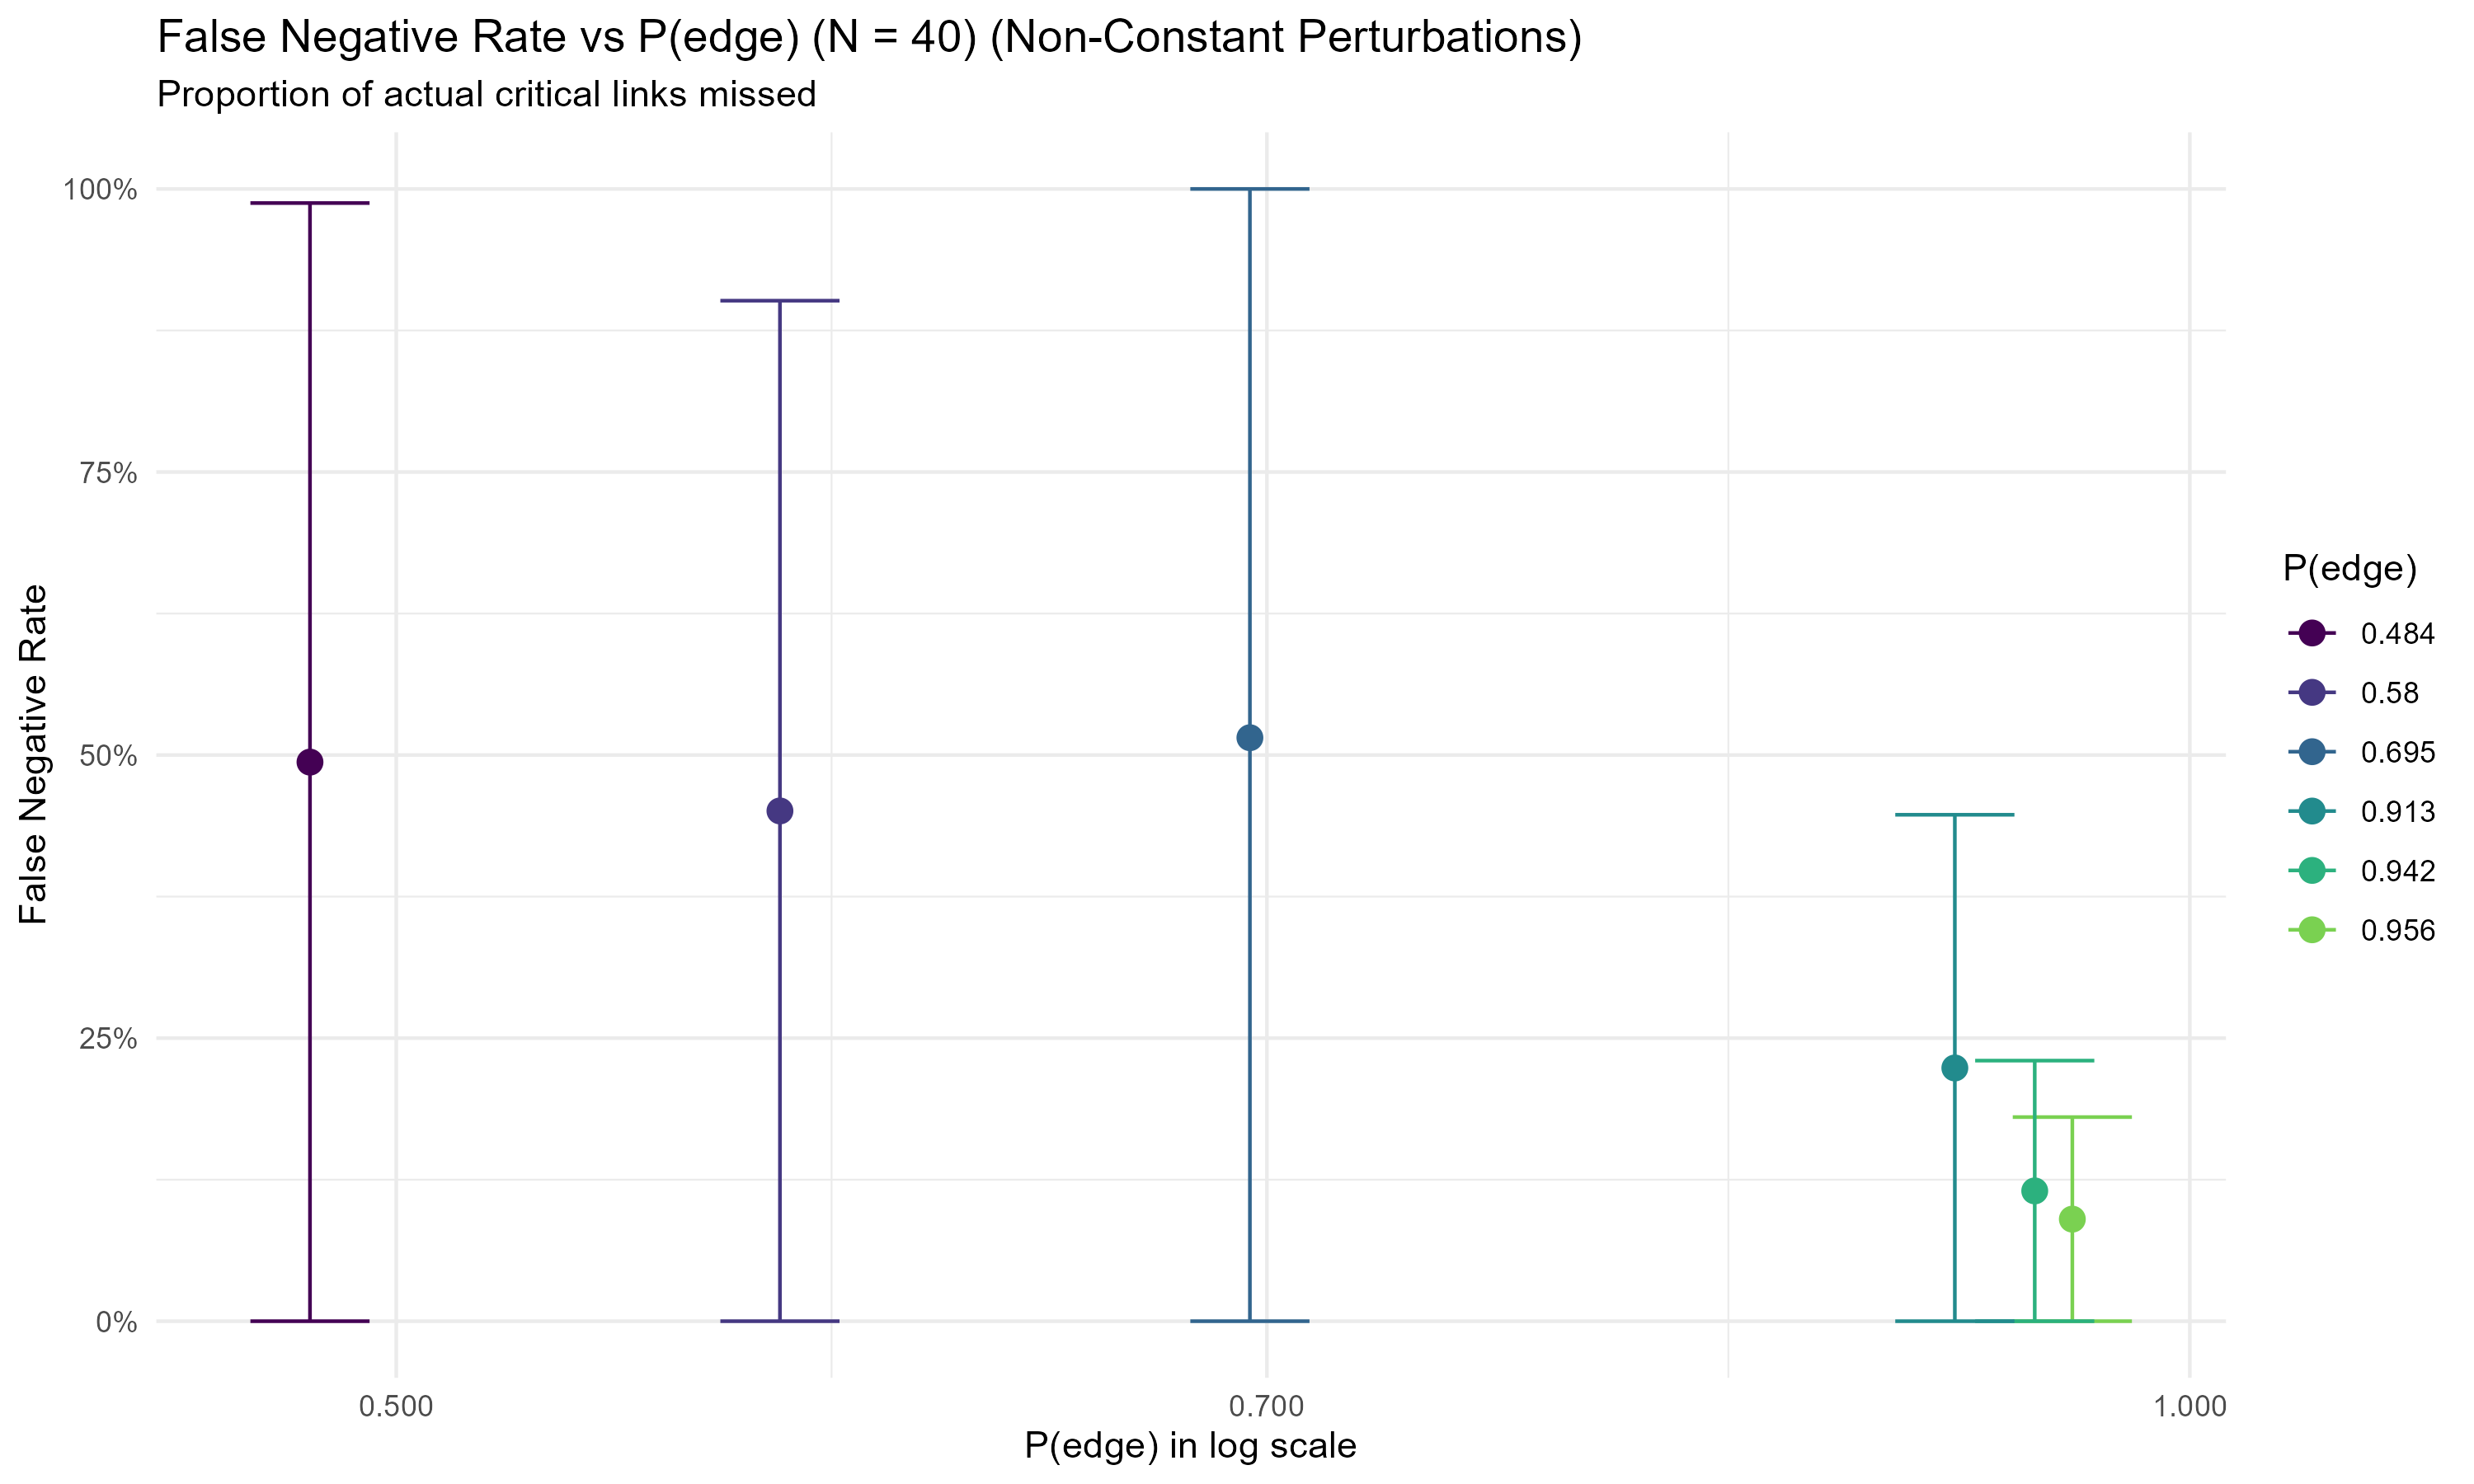 False Negative Rate vs P(edge) (N = 40) (Non-Constant Perturbations)
Proportion of actual critical links missed
100%
75%
50%
25%
0%
False Negative Rate
0.500
0.700
1.000
P(edge) in log scale
P(edge)
0.484
0.58
0.695
0.913
0.942
0.956